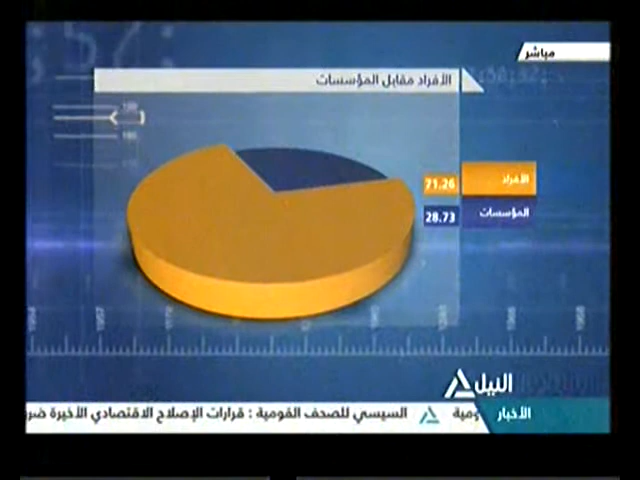 مباشر
الأفراد مقابل المؤسسات
الأفراد 71.26
المؤسسات 28.73
النيل
الأخبار
السيسي للصحف القومية : قرارات الإصلاح الاقتصادي الأخيرة